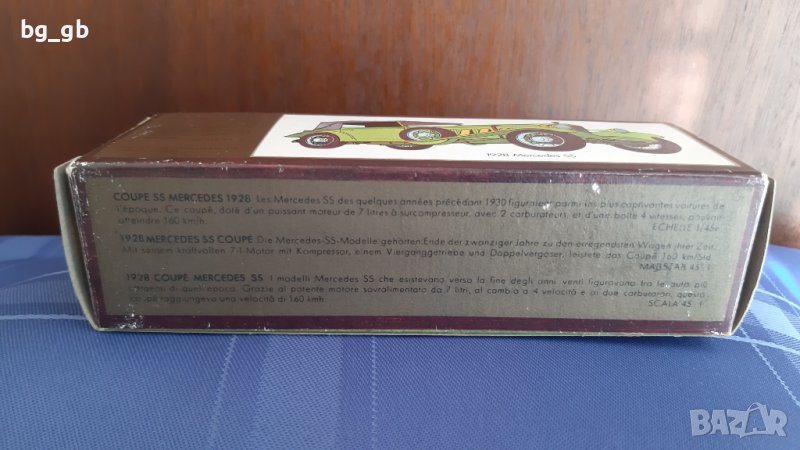 bg_gb
1928 Mercedes SS
COUPE SS MERCEDES 1928 Les Mercedes SS des quelques années précédant 1930 figuraient parmi les plus captivantes voitures de
l'époque. Ce coupé, doté d'un puissant moteur de 7 litres à surcompresseur, avec 2 carburateurs, et d'une boîte 4 vitesses, pouvait
atteindre 160 km/h.
ECHELLE 1/45e
1928 MERCEDES SS COUPE Die Mercedes-SS-Modelle gehörten Ende der zwanziger Jahre zu den erregendsten Wagen ihrer Zeit.
Mit seinem kraftvollen 7-l-Motor mit Kompressor, einem Vierganggetriebe und Doppelvergaser, leistete das Coupé 160 km/Std.
MAßSTAB 45:1
1928 COUPÉ MERCEDES SS I modelli Mercedes SS che esistevano verso la fine degli anni venti figuravano tra le auto più
di quell'epoca. Grazie al potente motore sovralimentato da 7 litri, al cambio a 4 velocità e ai due carburatori, questa
coupé raggiungeva una velocità di 160 kmh.
SCALA 45:1
BAZAR